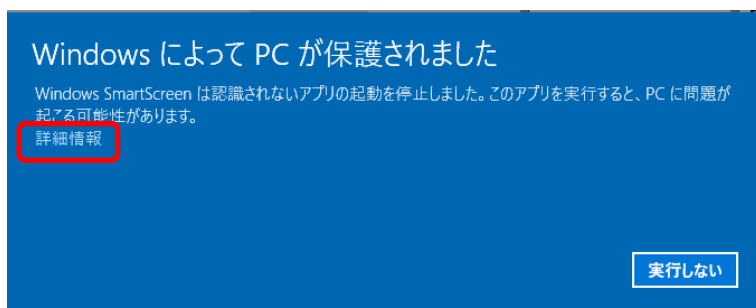 Windows によって PC が保護されました
Windows SmartScreen は認識されないアプリの起動を停止しました。このアプリを実行すると、PC に問題が
起こる可能性があります。
詳細情報
実行しない